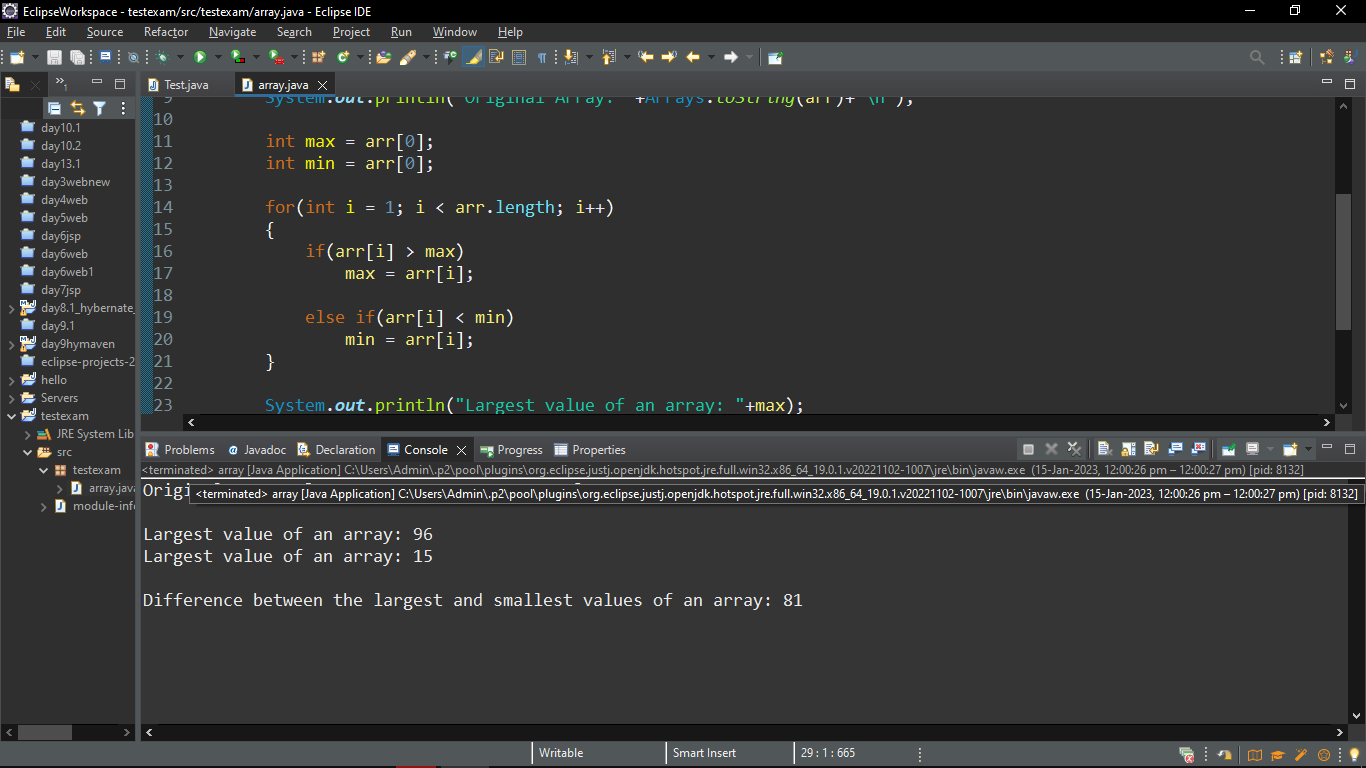 EclipseWorkspace - testexam/src/testexam/array.java - Eclipse IDE
File Edit Source Refactor Navigate Search Project Run Window Help
Test.java array.java
day10.1
day10.2
day13.1
day3webnew
day4web
day5web
day6jsp
day6web
day6web1
day7jsp
day8.1_hybernate_
day9.1
day9hymaven
eclipse-projects-2
hello
Servers
testexam
JRE System Lib
src
testexam
array.java
module-info
9 System.out.println("Original Array: "+Arrays.toString(arr)+"\n");
10
11 int max = arr[0];
12 int min = arr[0];
13
14 for(int i = 1; i < arr.length; i++)
15 {
16 if(arr[i] > max)
17 max = arr[i];
18
19 else if(arr[i] < min)
20 min = arr[i];
21 }
22
23 System.out.println("Largest value of an array: "+max);
Problems Javadoc Declaration Console Progress Properties
<terminated> array [Java Application] C:\Users\Admin\.p2\pool\plugins\org.eclipse.justj.openjdk.hotspot.jre.full.win32.x86_64_19.0.1.v20221102-1007\jre\bin\javaw.exe (15-Jan-2023, 12:00:26 pm – 12:00:27 pm) [pid: 8132]
Origi
<terminated> array [Java Application] C:\Users\Admin\.p2\pool\plugins\org.eclipse.justj.openjdk.hotspot.jre.full.win32.x86_64_19.0.1.v20221102-1007\jre\bin\javaw.exe (15-Jan-2023, 12:00:26 pm – 12:00:27 pm) [pid: 8132]
Largest value of an array: 96
Largest value of an array: 15
Difference between the largest and smallest values of an array: 81
Writable Smart Insert 29 : 1 : 665